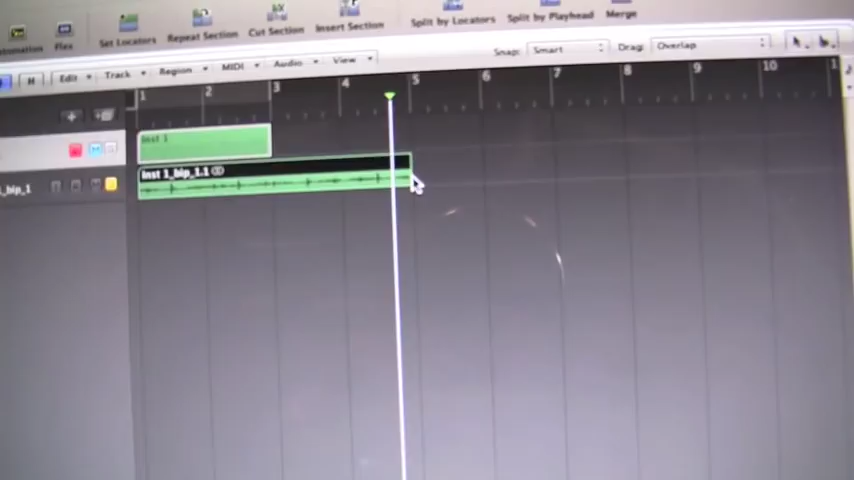 Flex Set Locators Repeat Section Cut Section Insert Section Split by Locators Split by Playhead Merge
Snap: Smart Drag: Overlap
H Edit Track Region MIDI Audio View
1 2 3 4 5 6 7 8 9 10
Inst 1
Inst 1_bip_1.1
_bip_1